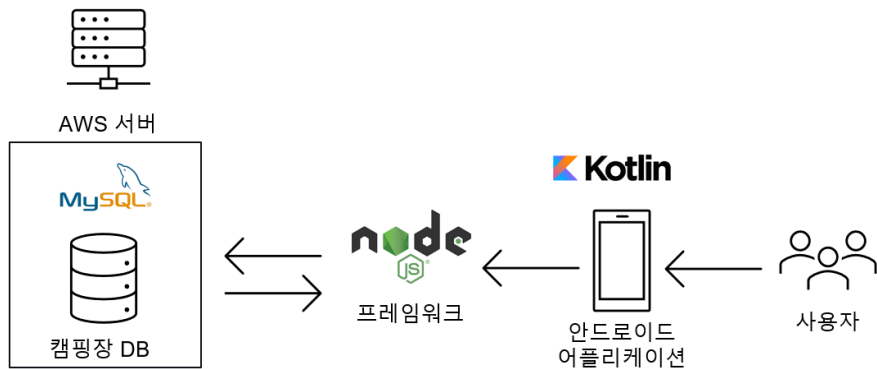 AWS 서버
MySQL®
캠핑장 DB
node
JS®
프레임워크
Kotlin
안드로이드
어플리케이션
사용자